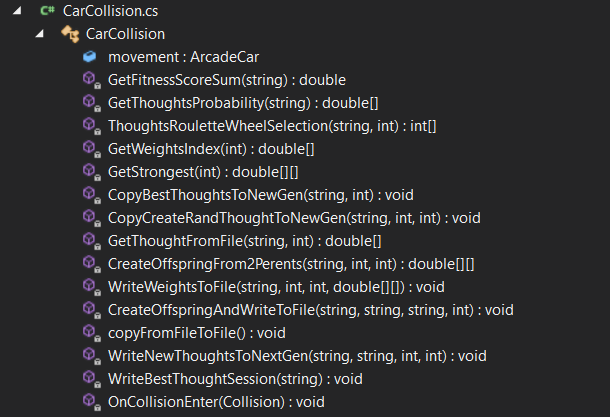 C# CarCollision.cs
CarCollision
movement : ArcadeCar
GetFitnessScoreSum(string) : double
GetThoughtsProbability(string) : double[]
ThoughtsRouletteWheelSelection(string, int) : int[]
GetWeightsIndex(int) : double[]
GetStrongest(int) : double[][]
CopyBestThoughtsToNewGen(string, int) : void
CopyCreateRandThoughtToNewGen(string, int, int) : void
GetThoughtFromFile(string, int) : double[]
CreateOffspringFrom2Perents(string, int, int) : double[][]
WriteWeightsToFile(string, int, int, double[][]) : void
CreateOffspringAndWriteToFile(string, string, string, int) : void
copyFromFileToFile() : void
WriteNewThoughtsToNextGen(string, string, int, int) : void
WriteBestThoughtSession(string) : void
OnCollisionEnter(Collision) : void